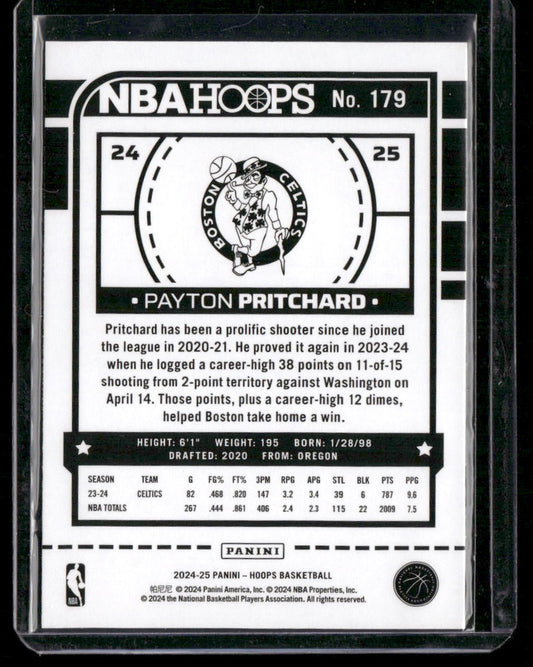 NBA HOOPS No. 179
24 25
BOSTON CELTICS
• PAYTON PRITCHARD •
Pritchard has been a prolific shooter since he joined
the league in 2020-21. He proved it again in 2023-24
when he logged a career-high 38 points on 11-of-15
shooting from 2-point territory against Washington on
April 14. Those points, plus a career-high 12 dimes,
helped Boston take home a win.
HEIGHT: 6'1" WEIGHT: 195 BORN: 1/28/98
DRAFTED: 2020 FROM: OREGON
SEASON TEAM G FG% FT% 3PM RPG APG STL BLK PTS PPG
23-24 CELTICS 82 .468 .820 147 3.2 3.4 39 6 787 9.6
NBA TOTALS 267 .444 .861 406 2.4 2.3 115 22 2009 7.5
PANINI
2024-25 PANINI – HOOPS BASKETBALL
帕尼尼 © 2024 Panini America, Inc. © 2024 NBA Properties, Inc.
© 2024 the National Basketball Players Association. All rights reserved.
NBA